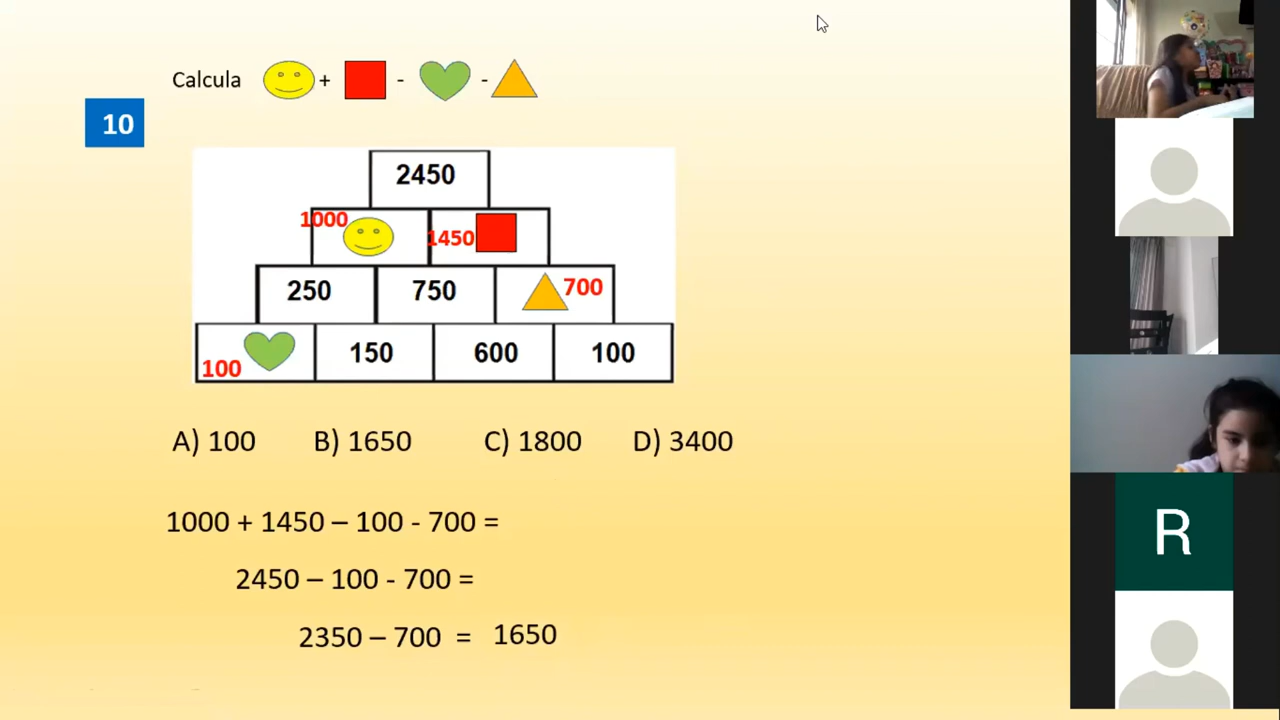 Calcula + - -
10
2450
1000 1450
250 750 700
100 150 600 100
A) 100 B) 1650 C) 1800 D) 3400
1000 + 1450 – 100 - 700 =
2450 – 100 - 700 =
2350 – 700 = 1650
R